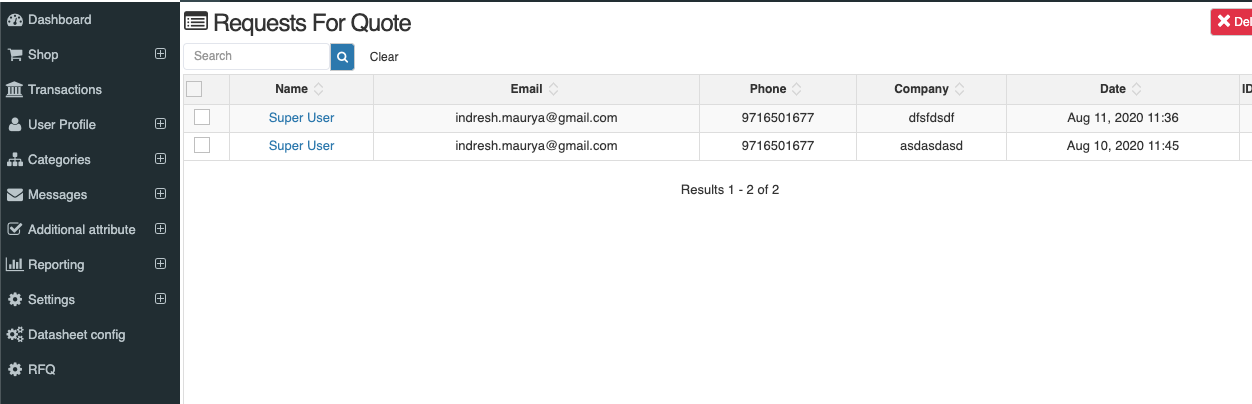 Dashboard
Shop
Transactions
User Profile
Categories
Messages
Additional attribute
Reporting
Settings
Datasheet config
RFQ
Requests For Quote
Del
Search
Clear
Name Email Phone Company Date ID
Super User indresh.maurya@gmail.com 9716501677 dfsfdsdf Aug 11, 2020 11:36
Super User indresh.maurya@gmail.com 9716501677 asdasdasd Aug 10, 2020 11:45
Results 1 - 2 of 2